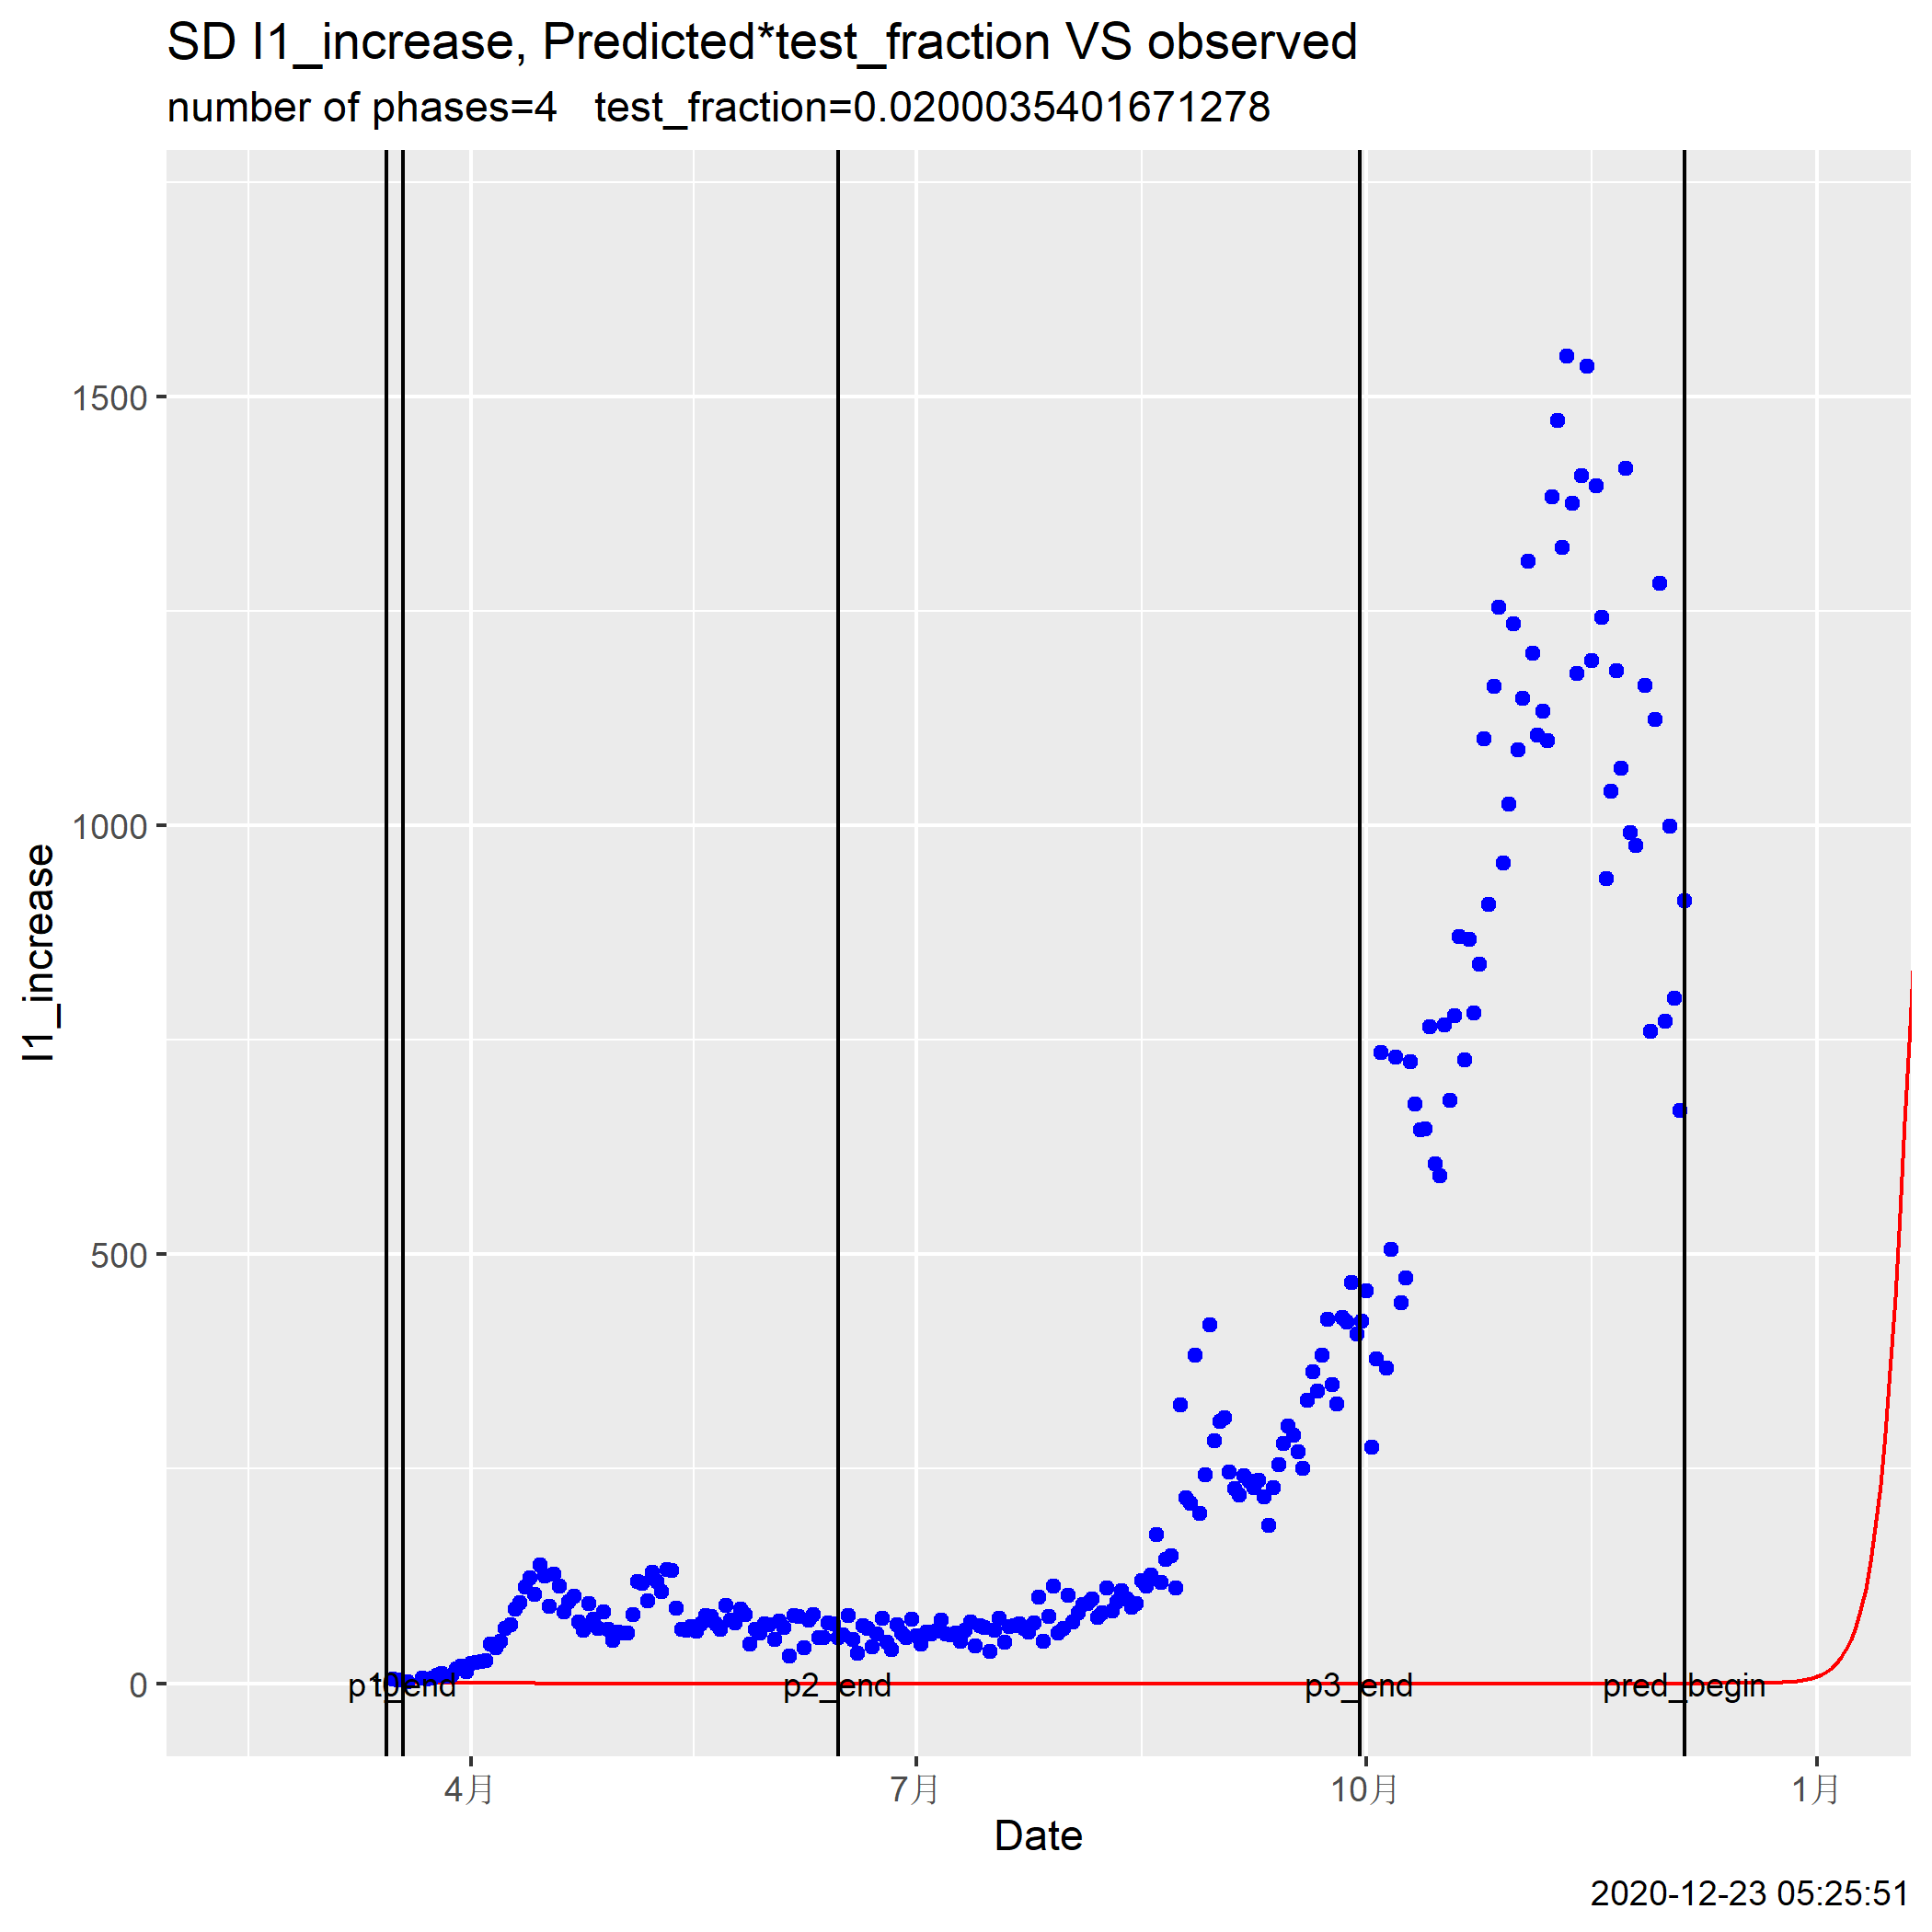 SD I1_increase, Predicted*test_fraction VS observed
number of phases=4   test_fraction=0.0200035401671278
1500
1000
500
0
I1_increase
p2_end
p3_end
pred_begin
4月
7月
10月
1月
Date
2020-12-23 05:25:51